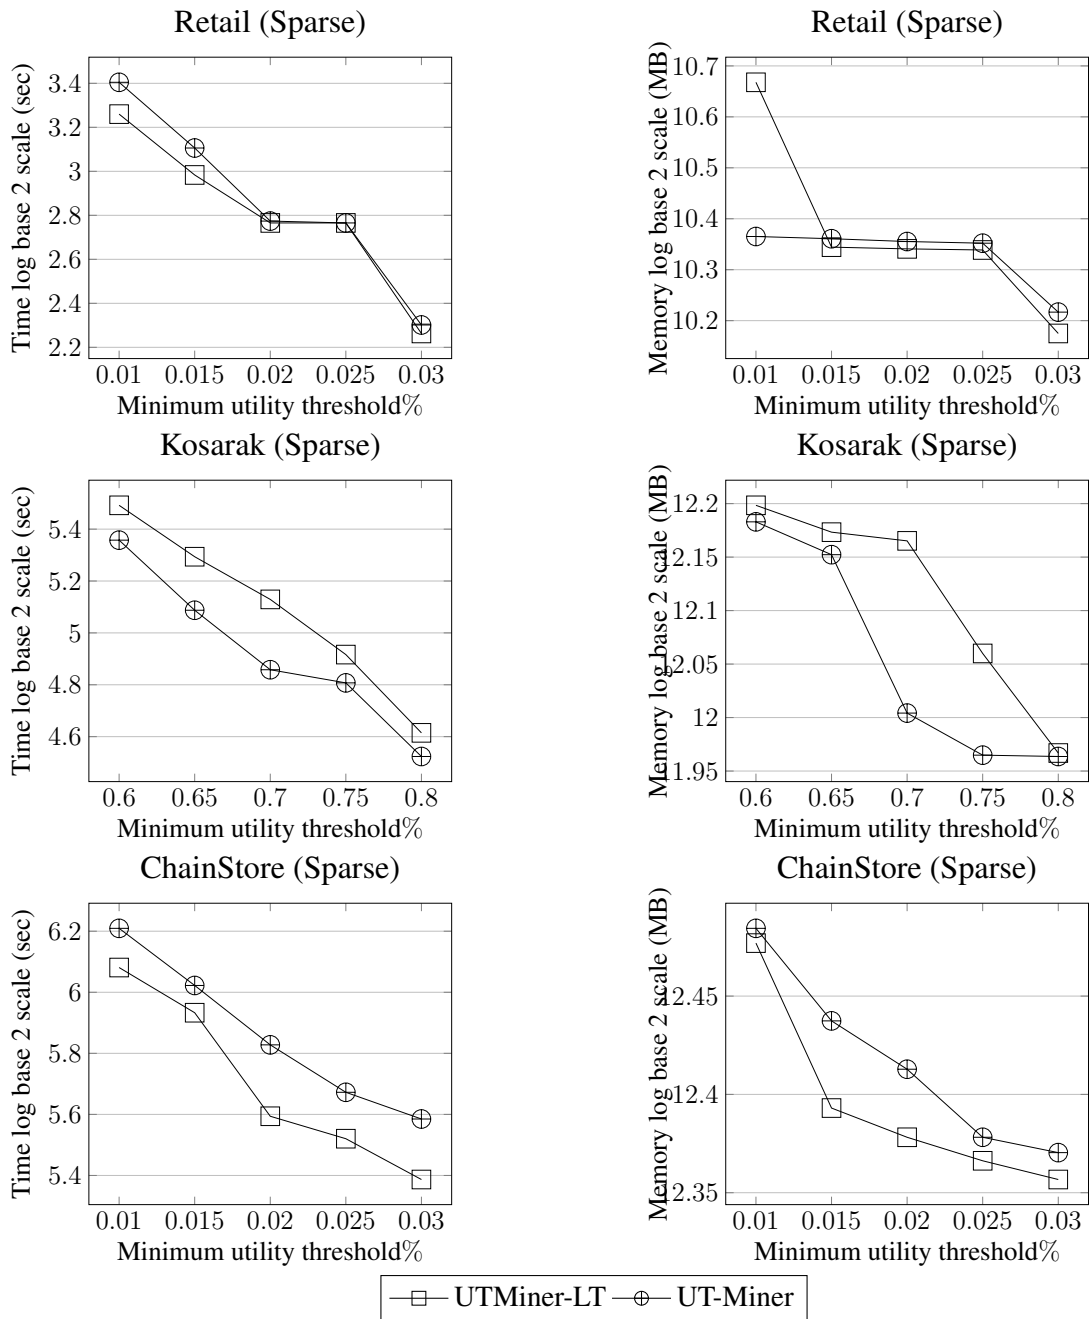 Retail (Sparse)
Time log base 2 scale (sec)
3.4
3.2
3
2.8
2.6
2.4
2.2
0.01 0.015 0.02 0.025 0.03
Minimum utility threshold%
Retail (Sparse)
Memory log base 2 scale (MB)
10.7
10.6
10.5
10.4
10.3
10.2
0.01 0.015 0.02 0.025 0.03
Minimum utility threshold%
Kosarak (Sparse)
Time log base 2 scale (sec)
5.4
5.2
5
4.8
4.6
0.6 0.65 0.7 0.75 0.8
Minimum utility threshold%
Kosarak (Sparse)
Memory log base 2 scale (MB)
12.2
12.15
12.1
12.05
12
11.95
0.6 0.65 0.7 0.75 0.8
Minimum utility threshold%
ChainStore (Sparse)
Time log base 2 scale (sec)
6.2
6
5.8
5.6
5.4
0.01 0.015 0.02 0.025 0.03
Minimum utility threshold%
ChainStore (Sparse)
Memory log base 2 scale (MB)
12.45
12.4
12.35
0.01 0.015 0.02 0.025 0.03
Minimum utility threshold%
UTMiner-LT UT-Miner